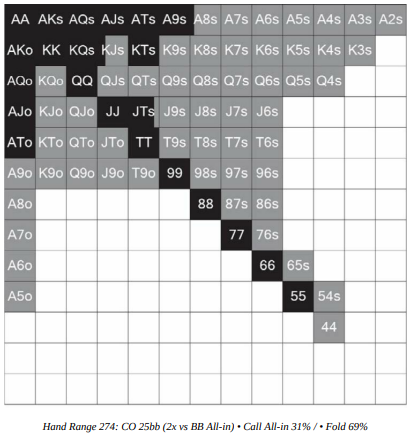 AA AKs AQs AJs ATs A9s A8s A7s A6s A5s A4s A3s A2s
AKo KK KQs KJs KTs K9s K8s K7s K6s K5s K4s K3s
AQo KQo QQ QJs QTs Q9s Q8s Q7s Q6s Q5s Q4s
AJo KJo QJo JJ JTs J9s J8s J7s J6s
ATo KTo QTo JTo TT T9s T8s T7s T6s
A9o K9o Q9o J9o T9o 99 98s 97s 96s
A8o 88 87s 86s
A7o 77 76s
A6o 66 65s
A5o 55 54s
44
Hand Range 274: CO 25bb (2x vs BB All-in) • Call All-in 31% / • Fold 69%